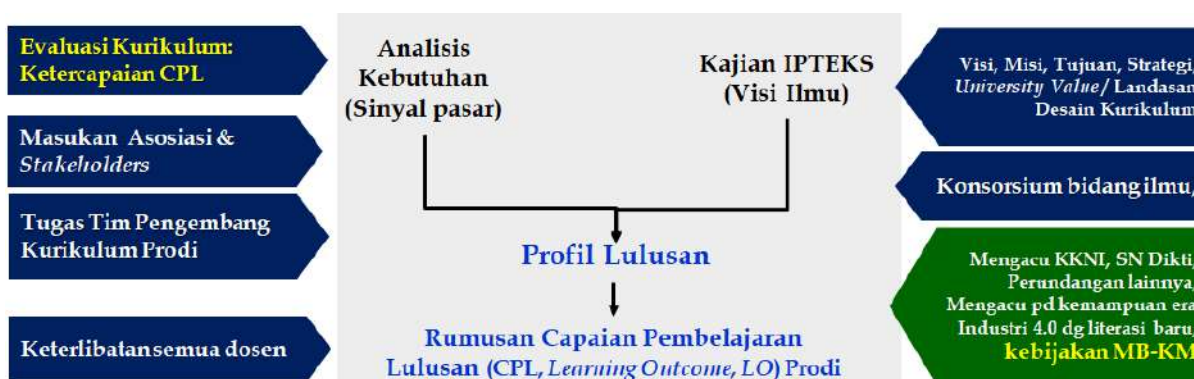 Evaluasi Kurikulum:
Ketercapaian CPL
Masukan Asosiasi &
Stakeholders
Tugas Tim Pengembang
Kurikulum Prodi
Keterlibatan semua dosen
Analisis
Kebutuhan
(Sinyal pasar)
Kajian IPTEKS
(Visi Ilmu)
Profil Lulusan
Rumusan Capaian Pembelajaran
Lulusan (CPL, Learning Outcome, LO) Prodi
Visi, Misi, Tujuan, Strategi,
University Value/ Landasan
Desain Kurikulum
Konsorsium bidang ilmu,
Mengacu KKNI, SN Dikti,
Perundangan lainnya,
Mengacu pd kemampuan era
Industri 4.0 dg literasi baru,
kebijakan MB-KM